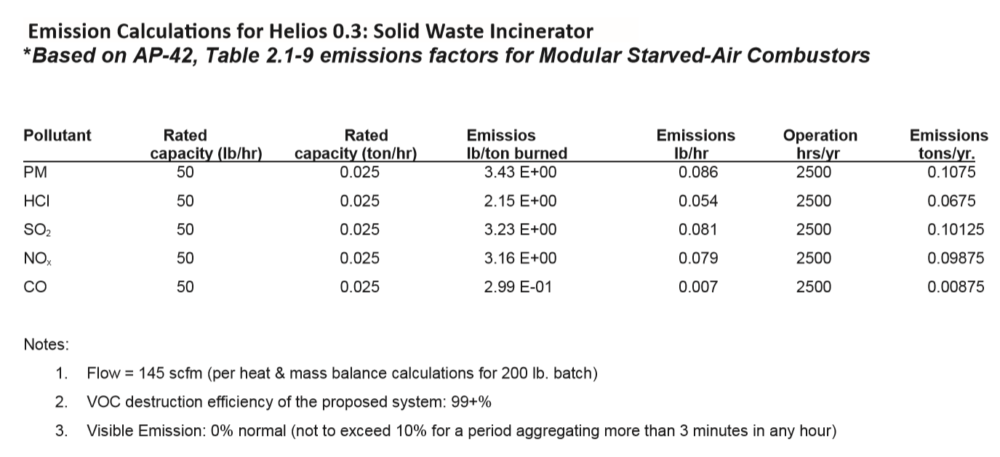 Emission Calculations for Helios 0.3: Solid Waste Incinerator
*Based on AP-42, Table 2.1-9 emissions factors for Modular Starved-Air Combustors
Pollutant Rated Rated Emissios Emissions Operation Emissions
capacity (lb/hr) capacity (ton/hr) lb/ton burned lb/hr hrs/yr tons/yr.
PM 50 0.025 3.43 E+00 0.086 2500 0.1075
HCl 50 0.025 2.15 E+00 0.054 2500 0.0675
SO₂ 50 0.025 3.23 E+00 0.081 2500 0.10125
NOₓ 50 0.025 3.16 E+00 0.079 2500 0.09875
CO 50 0.025 2.99 E-01 0.007 2500 0.00875
Notes:
1. Flow = 145 scfm (per heat & mass balance calculations for 200 lb. batch)
2. VOC destruction efficiency of the proposed system: 99+%
3. Visible Emission: 0% normal (not to exceed 10% for a period aggregating more than 3 minutes in any hour)